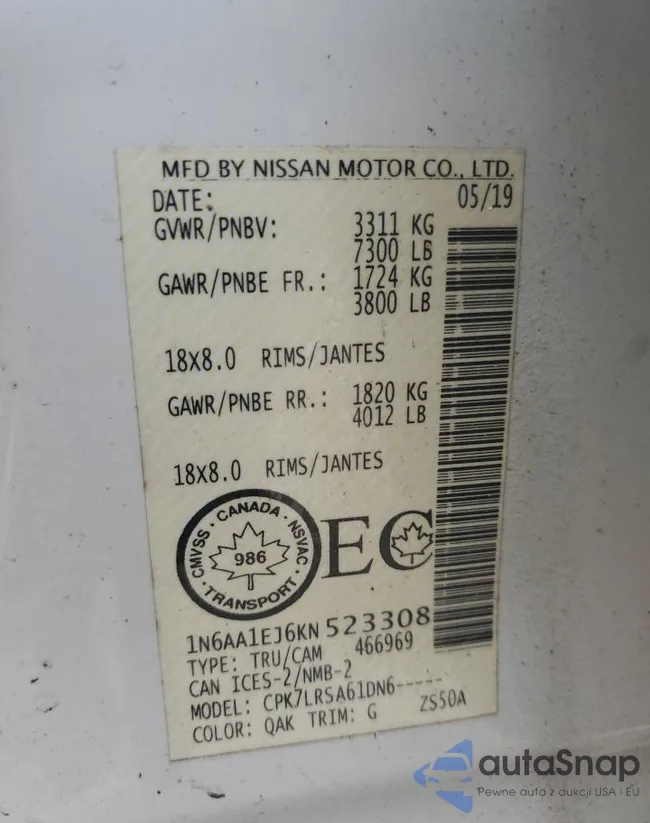 MFD BY NISSAN MOTOR CO., LTD.
DATE: 05/19
GVWR/PNBV: 3311 KG
7300 LB
GAWR/PNBE FR.: 1724 KG
3800 LB
18X8.0 RIMS/JANTES
GAWR/PNBE RR.: 1820 KG
4012 LB
18X8.0 RIMS/JANTES
CMVSS · CANADA · NSVAC · TRANSPORT ·
986
EC
1N6AA1EJ6KN523308
TYPE: TRU/CAM 466969
CAN ICES-2/NMB-2
MODEL: CPK7LRSA61DN6-----
COLOR: QAK TRIM: G ZS50A
autaSnap
Pewne auto z aukcji USA i EU